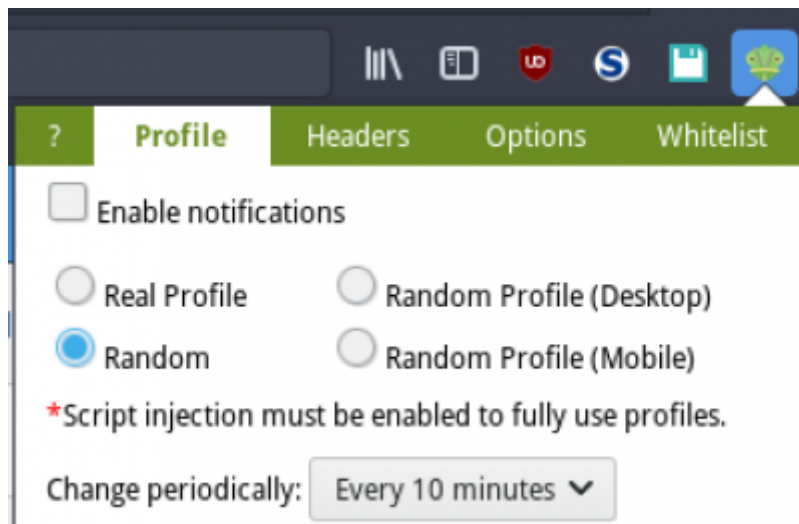 UD
S
? Profile Headers Options Whitelist
Enable notifications
Real Profile Random Profile (Desktop)
Random Random Profile (Mobile)
*Script injection must be enabled to fully use profiles.
Change periodically: Every 10 minutes